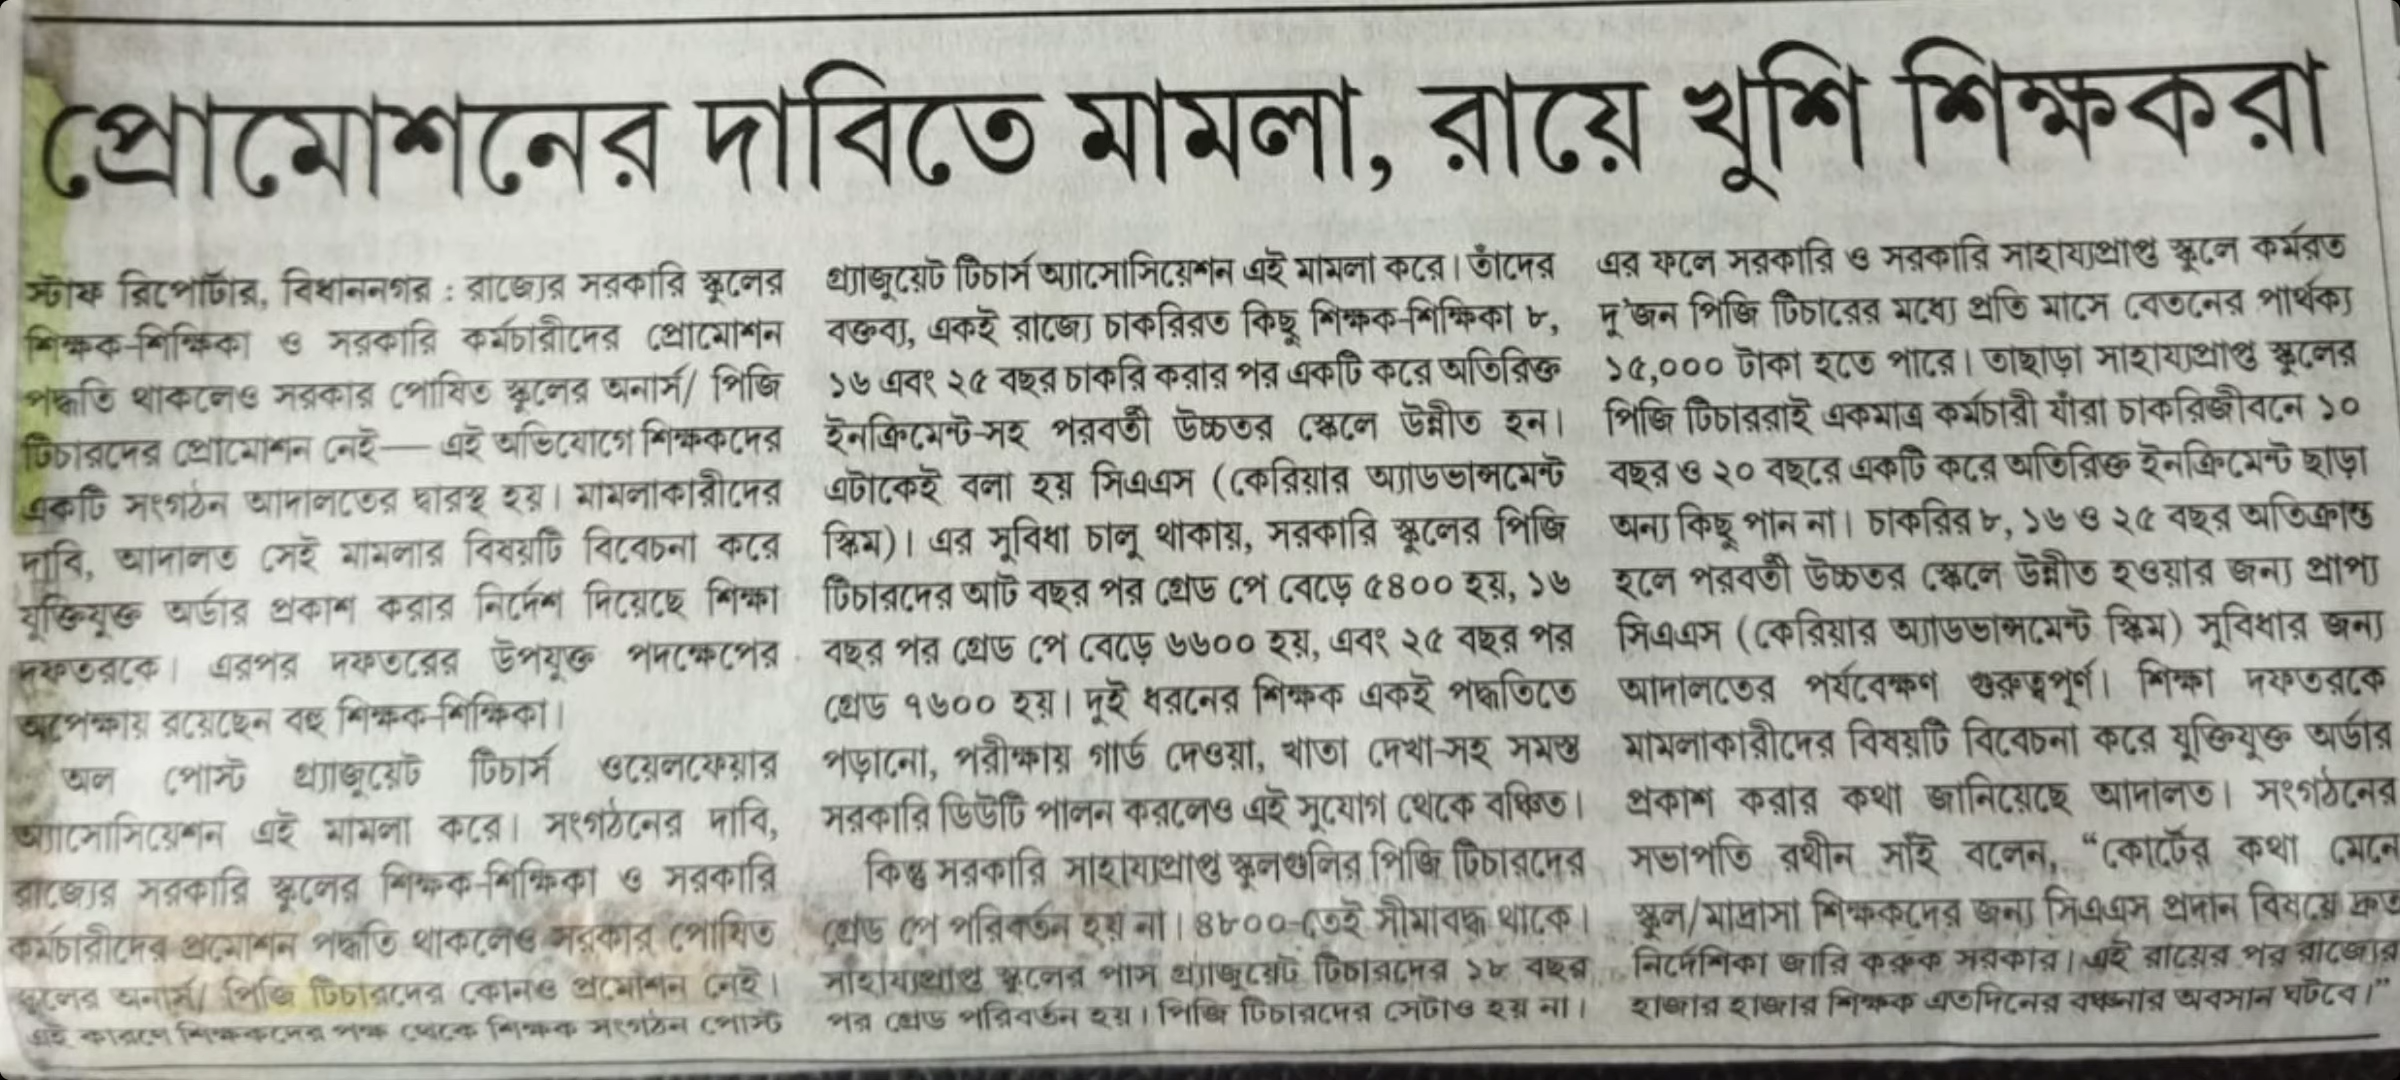 প্রোমোশনের দাবিতে মামলা, রায়ে খুশি শিক্ষকরা
স্টাফ রিপোর্টার, বিধাননগর : রাজ্যের সরকারি স্কুলের
শিক্ষক-শিক্ষিকা ও সরকারি কর্মচারীদের প্রোমোশন
পদ্ধতি থাকলেও সরকার পোষিত স্কুলের অনার্স/ পিজি
টিচারদের প্রোমোশন নেই— এই অভিযোগে শিক্ষকদের
একটি সংগঠন আদালতের দ্বারস্থ হয়। মামলাকারীদের
দাবি, আদালত সেই মামলার বিষয়টি বিবেচনা করে
যুক্তিযুক্ত অর্ডার প্রকাশ করার নির্দেশ দিয়েছে শিক্ষা
দফতরকে। এরপর দফতরের উপযুক্ত পদক্ষেপের
অপেক্ষায় রয়েছেন বহু শিক্ষক-শিক্ষিকা।
অল পোস্ট গ্র্যাজুয়েট টিচার্স ওয়েলফেয়ার
অ্যাসোসিয়েশন এই মামলা করে। সংগঠনের দাবি,
রাজ্যের সরকারি স্কুলের শিক্ষক-শিক্ষিকা ও সরকারি
কর্মচারীদের প্রমোশন পদ্ধতি থাকলেও সরকার পোষিত
স্কুলের অনার্স/ পিজি টিচারদের কোনও প্রমোশন নেই।
এই কারণে শিক্ষকদের পক্ষ থেকে শিক্ষক সংগঠন পোস্ট
গ্র্যাজুয়েট টিচার্স অ্যাসোসিয়েশন এই মামলা করে। তাঁদের
বক্তব্য, একই রাজ্যে চাকরিরত কিছু শিক্ষক-শিক্ষিকা ৮,
১৬ এবং ২৫ বছর চাকরি করার পর একটি করে অতিরিক্ত
ইনক্রিমেন্ট-সহ পরবর্তী উচ্চতর স্কেলে উন্নীত হন।
এটাকেই বলা হয় সিএএস (কেরিয়ার অ্যাডভান্সমেন্ট
স্কিম)। এর সুবিধা চালু থাকায়, সরকারি স্কুলের পিজি
টিচারদের আট বছর পর গ্রেড পে বেড়ে ৫৪০০ হয়, ১৬
বছর পর গ্রেড পে বেড়ে ৬৬০০ হয়, এবং ২৫ বছর পর
গ্রেড ৭৬০০ হয়। দুই ধরনের শিক্ষক একই পদ্ধতিতে
পড়ানো, পরীক্ষায় গার্ড দেওয়া, খাতা দেখা-সহ সমস্ত
সরকারি ডিউটি পালন করলেও এই সুযোগ থেকে বঞ্চিত।
কিন্তু সরকারি সাহায্যপ্রাপ্ত স্কুলগুলির পিজি টিচারদের
গ্রেড পে পরিবর্তন হয় না। ৪৮০০-তেই সীমাবদ্ধ থাকে।
সাহায্যপ্রাপ্ত স্কুলের পাস গ্র্যাজুয়েট টিচারদের ১৮ বছর
পর গ্রেড পরিবর্তন হয়। পিজি টিচারদের সেটাও হয় না।
এর ফলে সরকারি ও সরকারি সাহায্যপ্রাপ্ত স্কুলে কর্মরত
দু'জন পিজি টিচারের মধ্যে প্রতি মাসে বেতনের পার্থক্য
১৫,০০০ টাকা হতে পারে। তাছাড়া সাহায্যপ্রাপ্ত স্কুলের
পিজি টিচাররাই একমাত্র কর্মচারী যাঁরা চাকরিজীবনে ১০
বছর ও ২০ বছরে একটি করে অতিরিক্ত ইনক্রিমেন্ট ছাড়া
অন্য কিছু পান না। চাকরির ৮, ১৬ ও ২৫ বছর অতিক্রান্ত
হলে পরবর্তী উচ্চতর স্কেলে উন্নীত হওয়ার জন্য প্রাপ্য
সিএএস (কেরিয়ার অ্যাডভান্সমেন্ট স্কিম) সুবিধার জন্য
আদালতের পর্যবেক্ষণ গুরুত্বপূর্ণ। শিক্ষা দফতরকে
মামলাকারীদের বিষয়টি বিবেচনা করে যুক্তিযুক্ত অর্ডার
প্রকাশ করার কথা জানিয়েছে আদালত। সংগঠনের
সভাপতি রথীন সাঁই বলেন, “কোর্টের কথা মেনে
স্কুল/মাদ্রাসা শিক্ষকদের জন্য সিএএস প্রদান বিষয়ে দ্রুত
নির্দেশিকা জারি করুক সরকার। এই রায়ের পর রাজ্যের
হাজার হাজার শিক্ষক এতদিনের বঞ্চনার অবসান ঘটবে।”